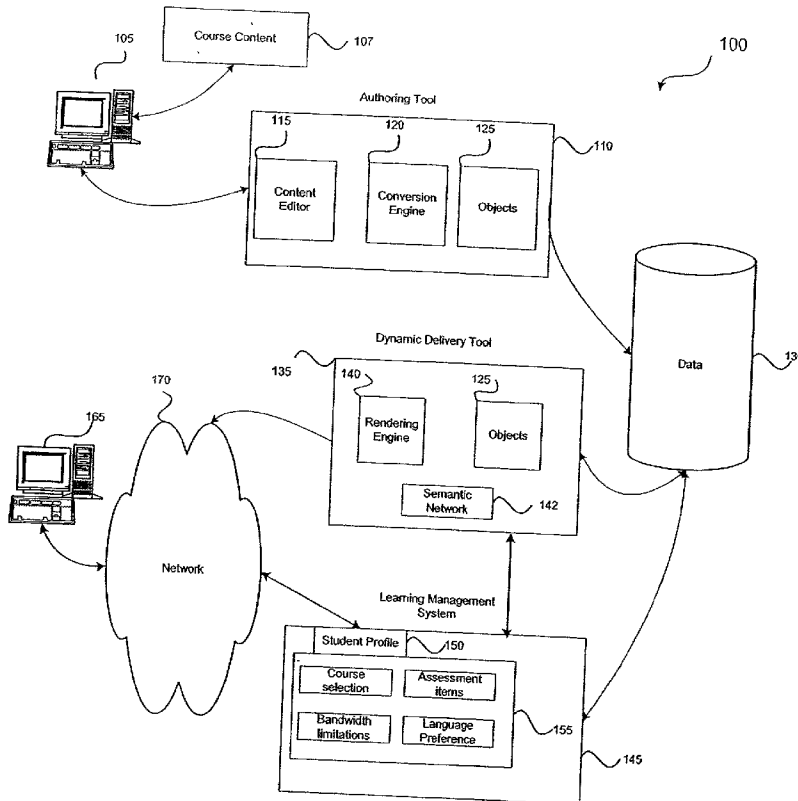 Course Content
107
105
100
Authoring Tool
115
120
125
110
Content
Editor
Conversion
Engine
Objects
Data
Dynamic Delivery Tool
135
140
125
170
165
Rendering
Engine
Objects
Semantic
Network
142
Network
Learning Management
System
Student Profile
150
Course
selection
Assessment
items
Bandwidth
limitations
Language
Preference
155
145